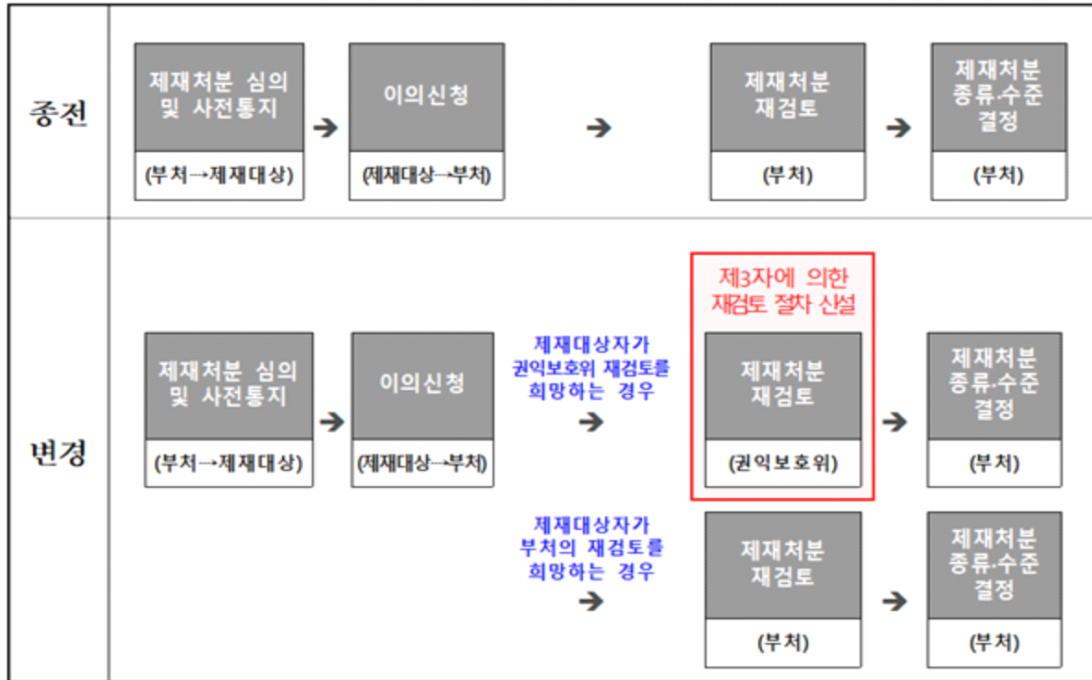 종전
제재처분 심의
및 사전통지
(부처→제재대상)
➔
이의신청
(제재대상→부처)
➔
제재처분
재검토
(부처)
➔
제재처분
종류·수준
결정
(부처)
변경
제재처분 심의
및 사전통지
(부처→제재대상)
➔
이의신청
(제재대상→부처)
제재대상자가
권익보호위 재검토를
희망하는 경우
➔
제3자에 의한
재검토 절차 신설
제재처분
재검토
(권익보호위)
➔
제재처분
종류·수준
결정
(부처)
제재대상자가
부처의 재검토를
희망하는 경우
➔
제재처분
재검토
(부처)
➔
제재처분
종류·수준
결정
(부처)